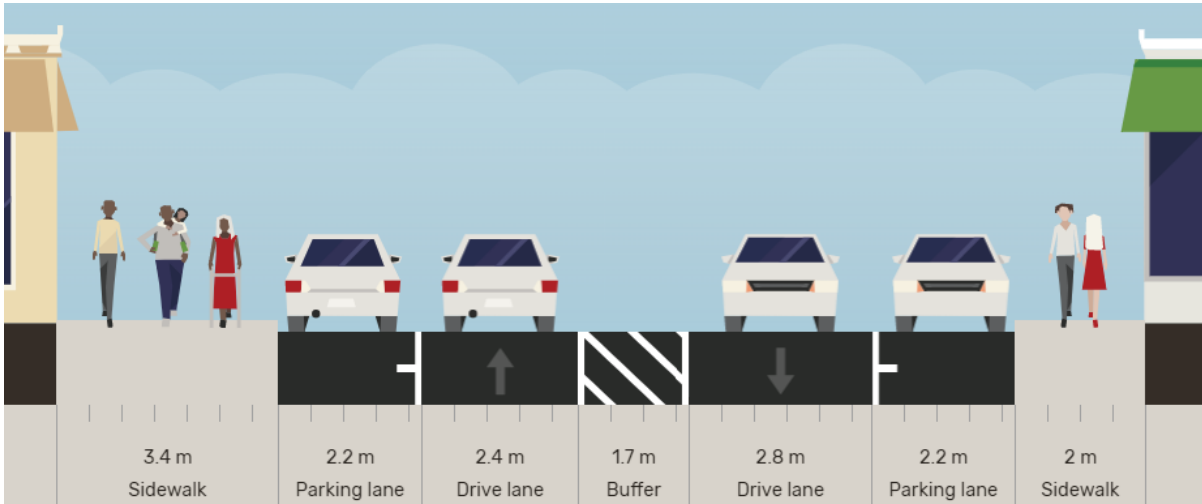 3.4 m
Sidewalk
2.2 m
Parking lane
2.4 m
Drive lane
1.7 m
Buffer
2.8 m
Drive lane
2.2 m
Parking lane
2 m
Sidewalk